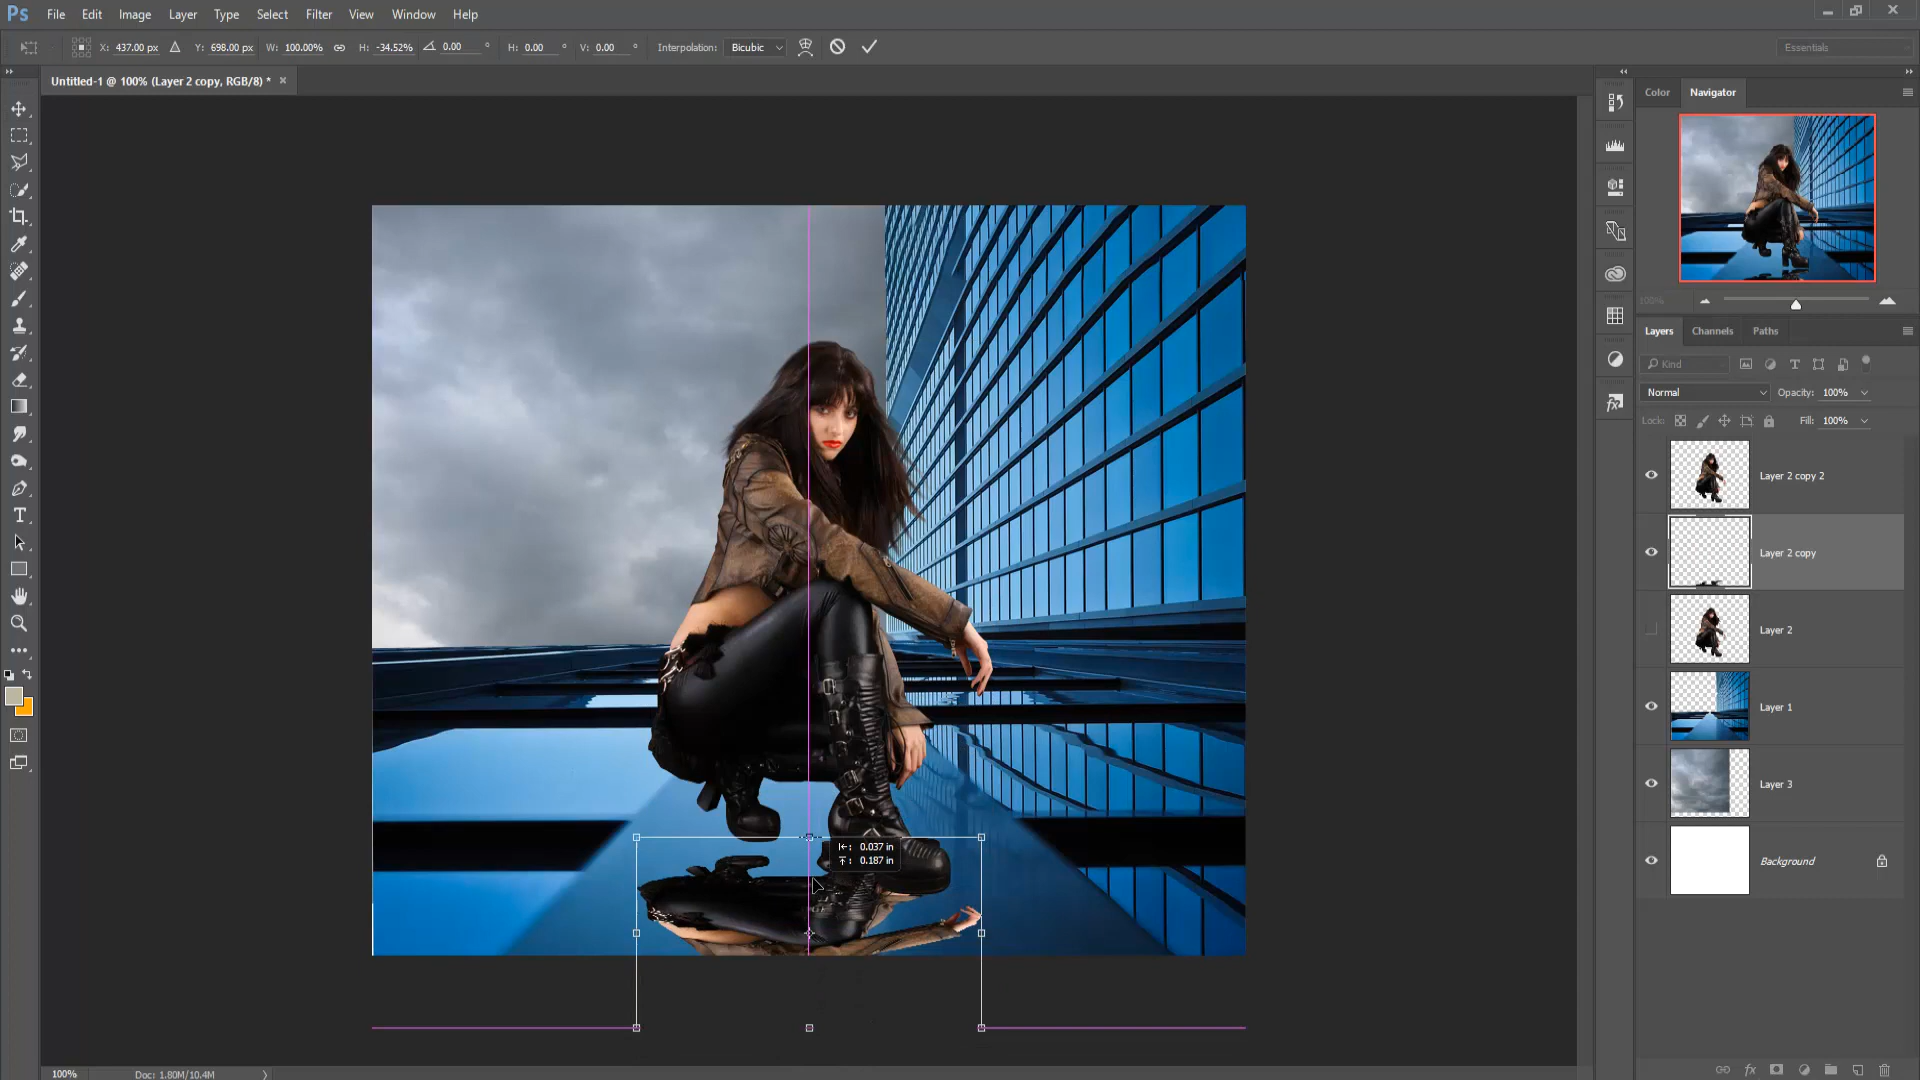 Ps File Edit Image Layer Type Select Filter 3D View Window Help
X: 437.00 px Y: 698.00 px W: 100.00% H: -34.52% 0.00 ° H: 0.00 ° V: 0.00 ° Interpolation: Bicubic Essentials
Untitled-1 @ 100% (Layer 2 copy, RGB/8) * ×
Color Navigator
100%
Layers Channels Paths
Kind
Normal Opacity: 100%
Lock: Fill: 100%
Layer 2 copy 2
Layer 2 copy
Layer 2
Layer 1
Layer 3
Background
0.037 in
0.187 in
100% Doc: 1.80M/10.4M